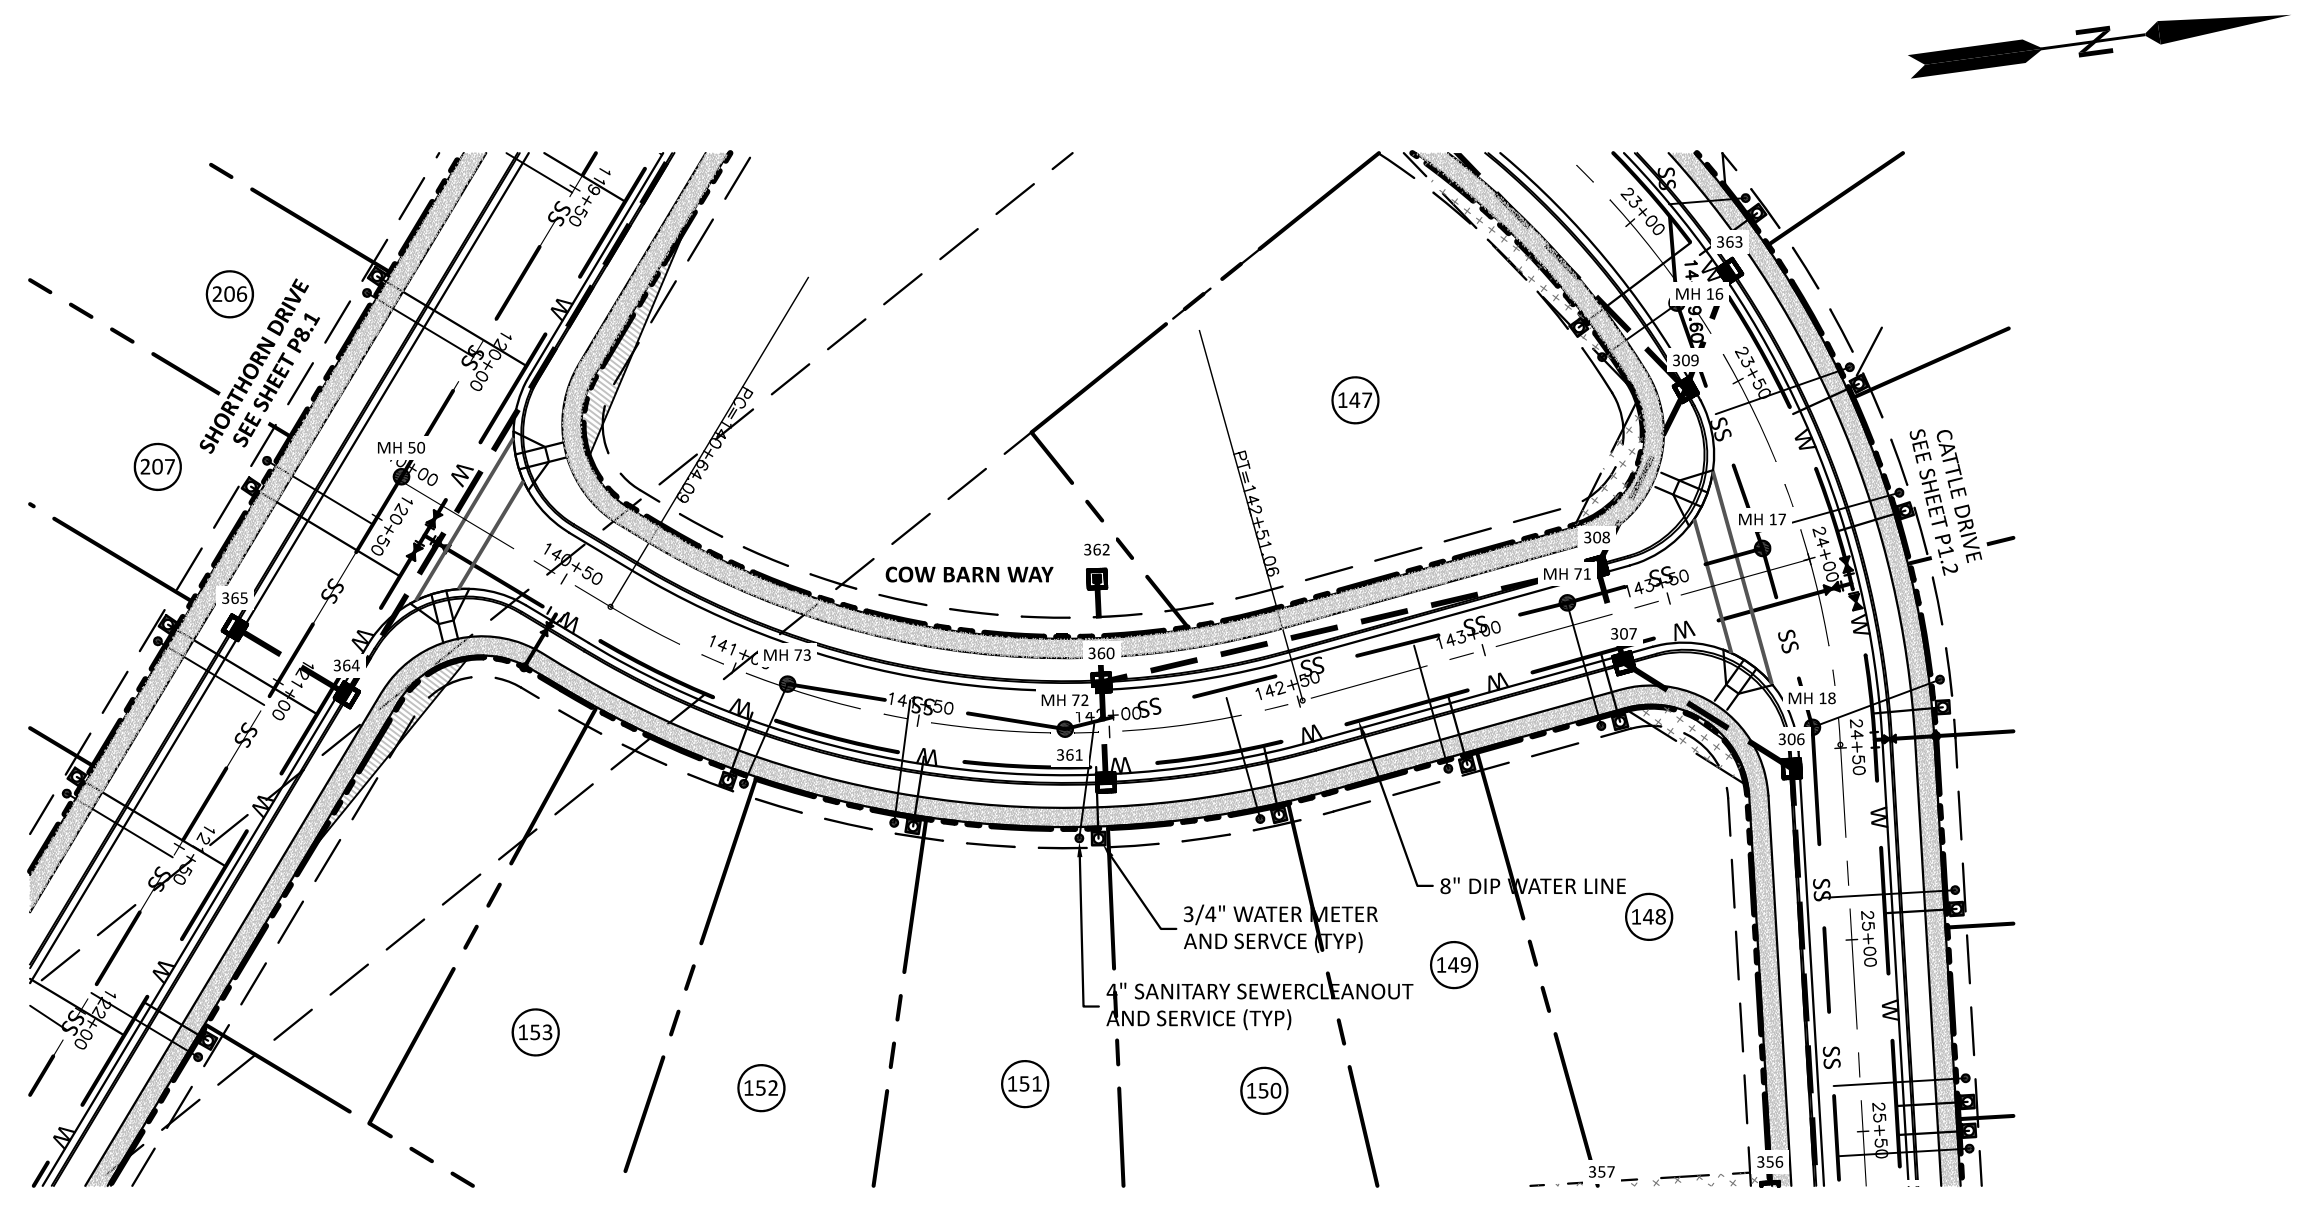 N
119+50
SS
23+00
363
206
MH 16
14 9.60
SHORTHORN DRIVE
SEE SHEET P8.1
W
309
120+00
23+50
PC=140+64.09
147
MH 50
207
120+50
PT=142+51.06
CATTLE DRIVE
SEE SHEET P1.2
MH 17
24+00
308
140+50
362
COW BARN WAY
MH 71
143+50
365
SS
307
143+00
141+00
MH 73
360
364
121+00
142+50
MH 72
MH 18
141+50
142+00
306
24+50
361
W
121+50
8" DIP WATER LINE
3/4" WATER METER
AND SERVCE (TYP)
148
25+00
149
4" SANITARY SEWERCLEANOUT
AND SERVICE (TYP)
122+00
153
152
151
150
25+50
357
356